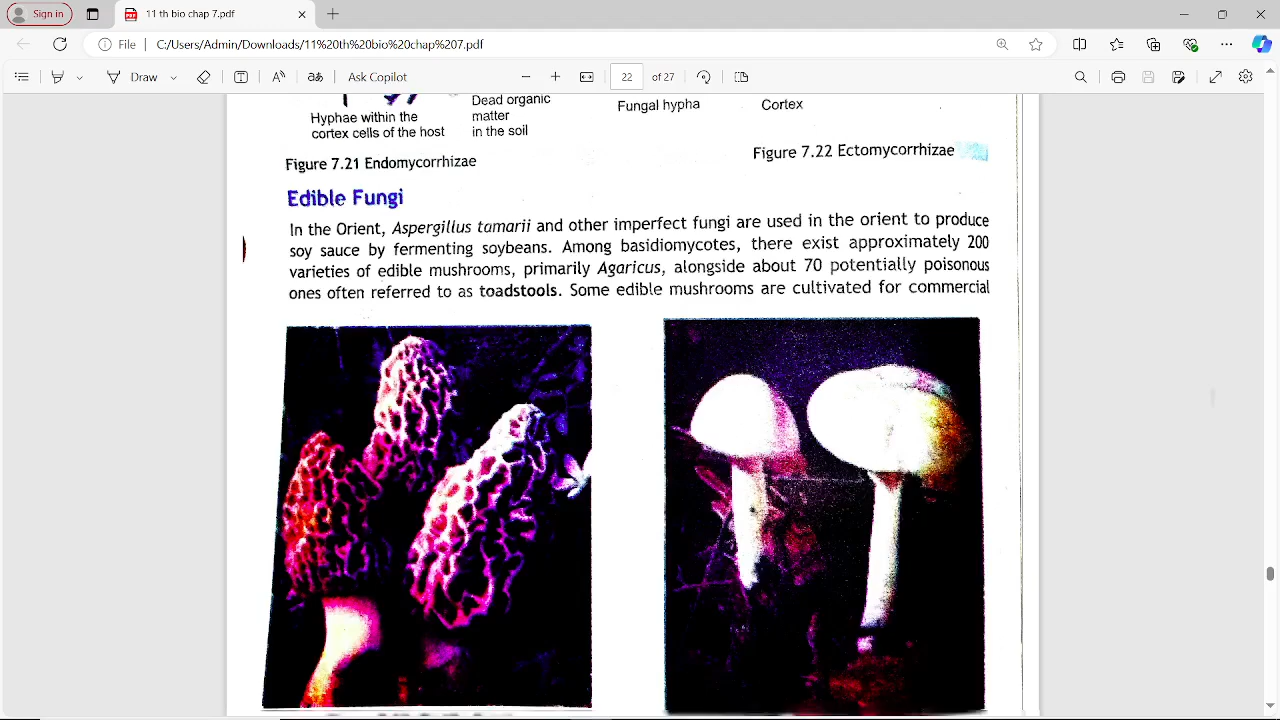 Sign in
11 th bio chap 7.pdf
File
C:/Users/Admin/Downloads/11%20th%20bio%20chap%207.pdf
Draw
Ask Copilot
22
of 27
Hyphae within the
cortex cells of the host
Dead organic
matter
in the soil
Fungal hypha
Cortex
Figure 7.21 Endomycorrhizae
Figure 7.22 Ectomycorrhizae
Edible Fungi
In the Orient, Aspergillus tamarii and other imperfect fungi are used in the orient to produce
soy sauce by fermenting soybeans. Among basidiomycotes, there exist approximately 200
varieties of edible mushrooms, primarily Agaricus, alongside about 70 potentially poisonous
ones often referred to as toadstools. Some edible mushrooms are cultivated for commercial